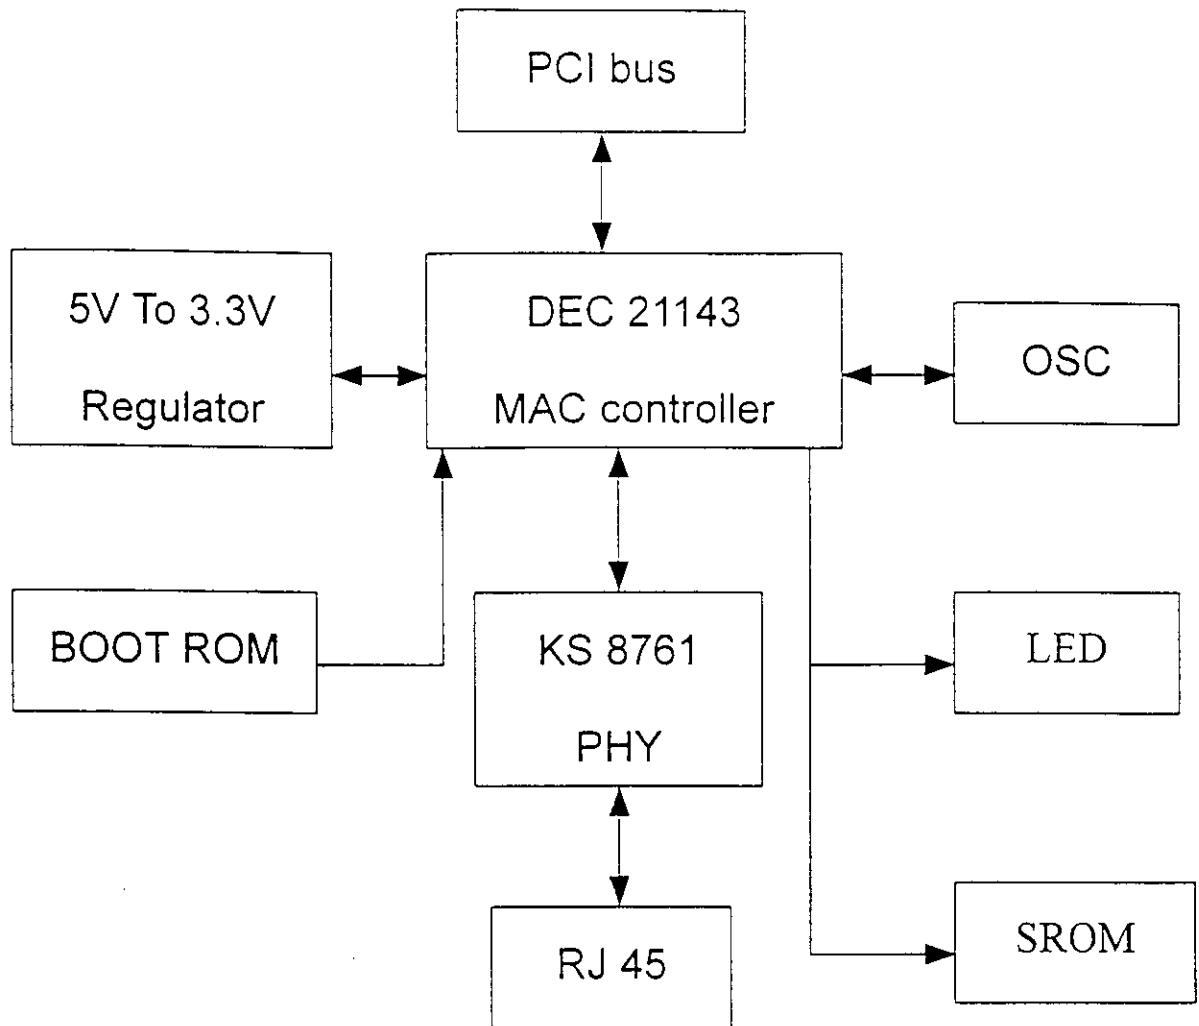 PCI bus
5V To 3.3V
Regulator
DEC 21143
MAC controller
OSC
BOOT ROM
KS 8761
PHY
LED
RJ 45
SROM